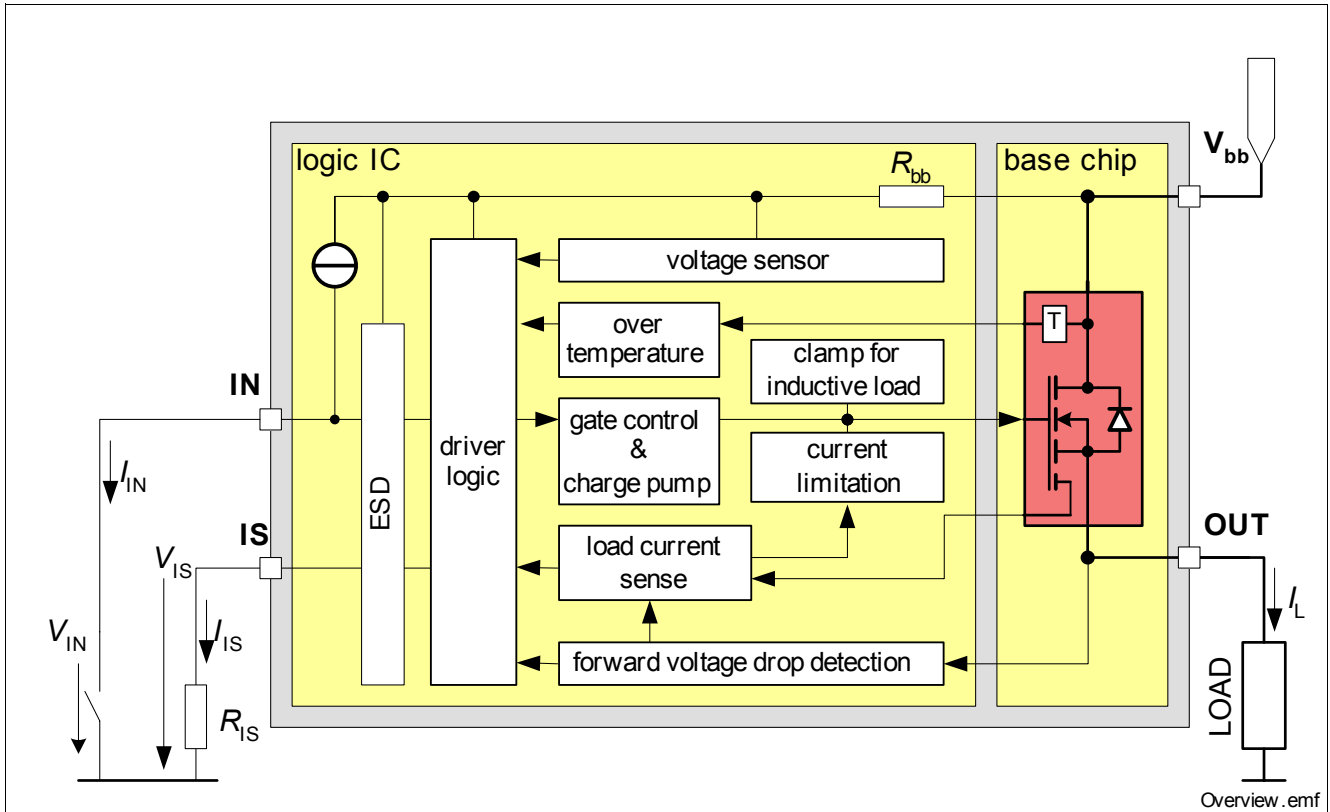 logic IC
R_bb
base chip
V_bb
voltage sensor
over
temperature
T
clamp for
inductive load
IN
driver
logic
gate control
&
charge pump
current
limitation
I_IN
ESD
IS
OUT
load current
sense
V_IS
I_L
V_IN
I_IS
forward voltage drop detection
R_IS
LOAD
Overview.emf